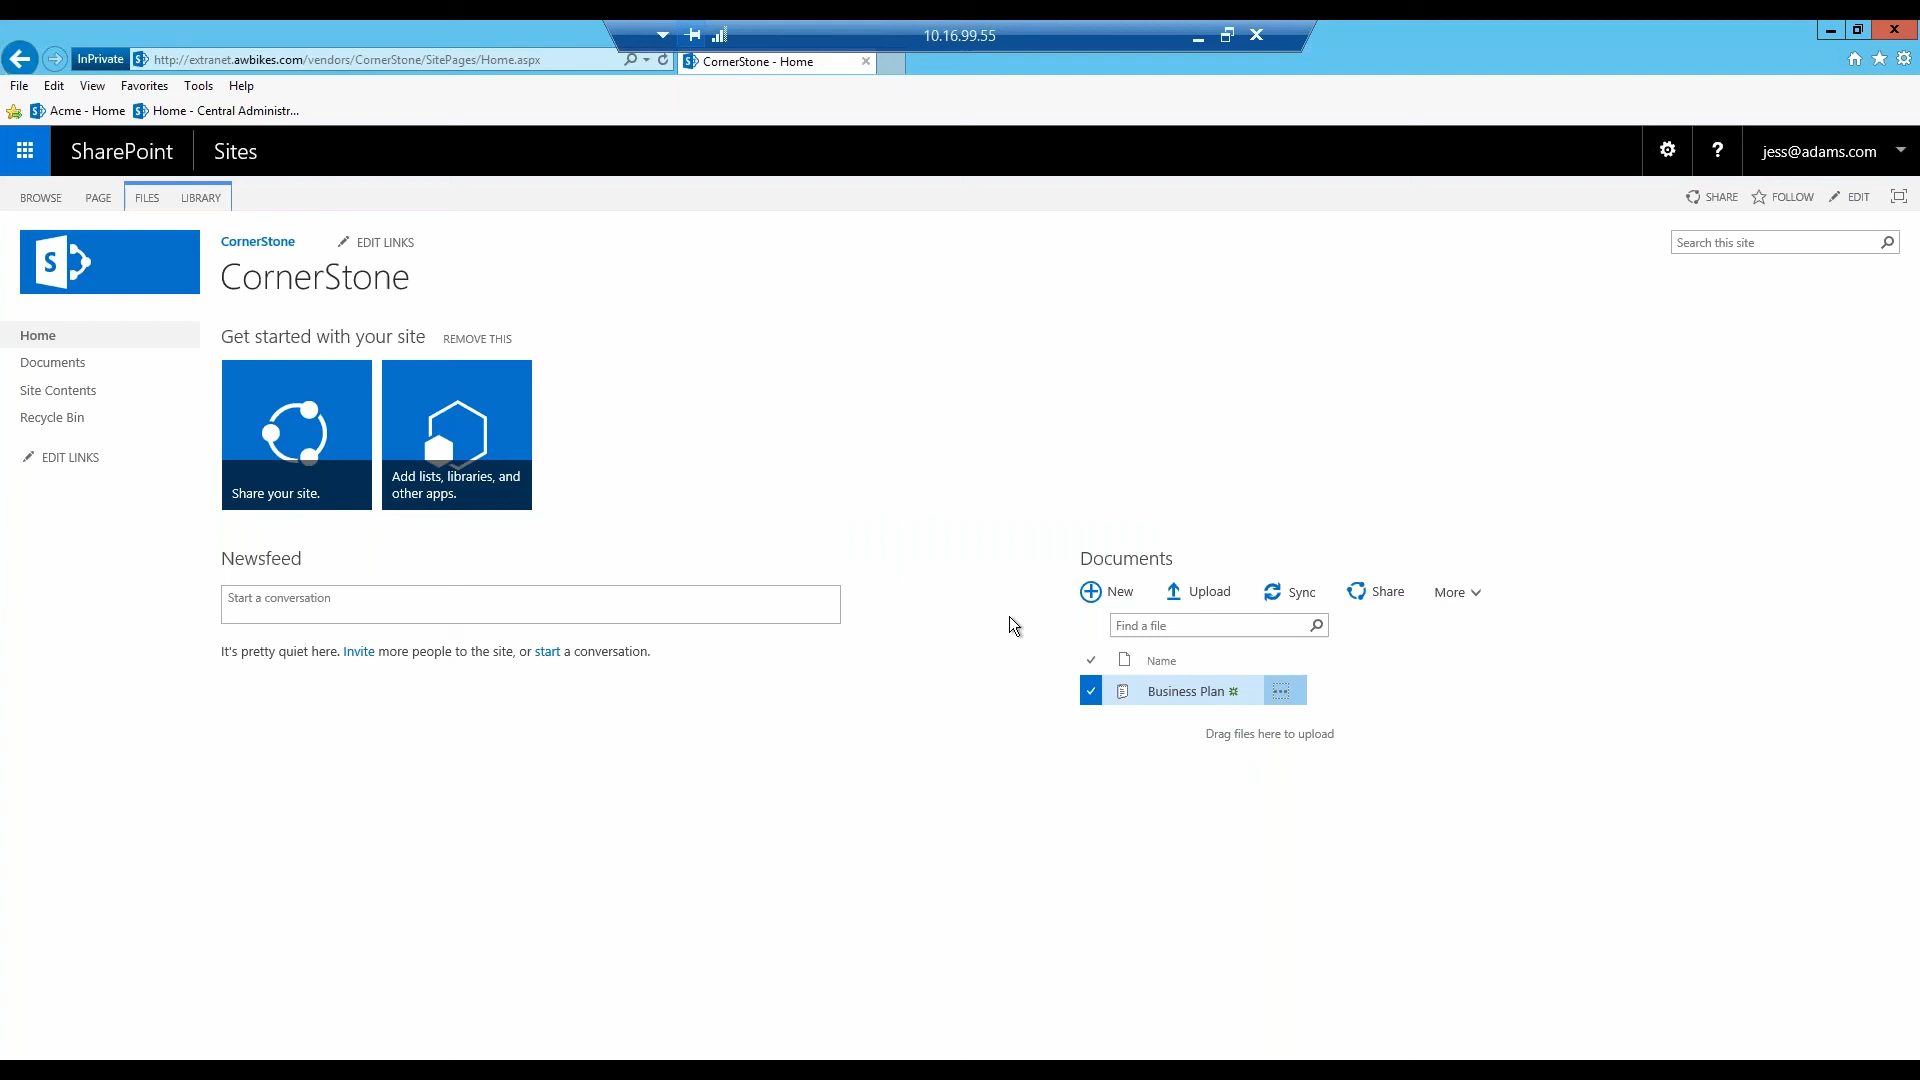 10.16.99.55
InPrivate
http://extranet.awbikes.com/vendors/CornerStone/SitePages/Home.aspx
CornerStone - Home
File Edit View Favorites Tools Help
Acme - Home
Home - Central Administr...
SharePoint
Sites
?
jess@adams.com
BROWSE PAGE FILES LIBRARY
SHARE FOLLOW EDIT
S
CornerStone
EDIT LINKS
CornerStone
Search this site
Home
Documents
Site Contents
Recycle Bin
EDIT LINKS
Get started with your site
REMOVE THIS
Share your site.
Add lists, libraries, and
other apps.
Newsfeed
Start a conversation
It's pretty quiet here. Invite more people to the site, or start a conversation.
Documents
New Upload Sync Share More
Find a file
Name
Business Plan
Drag files here to upload